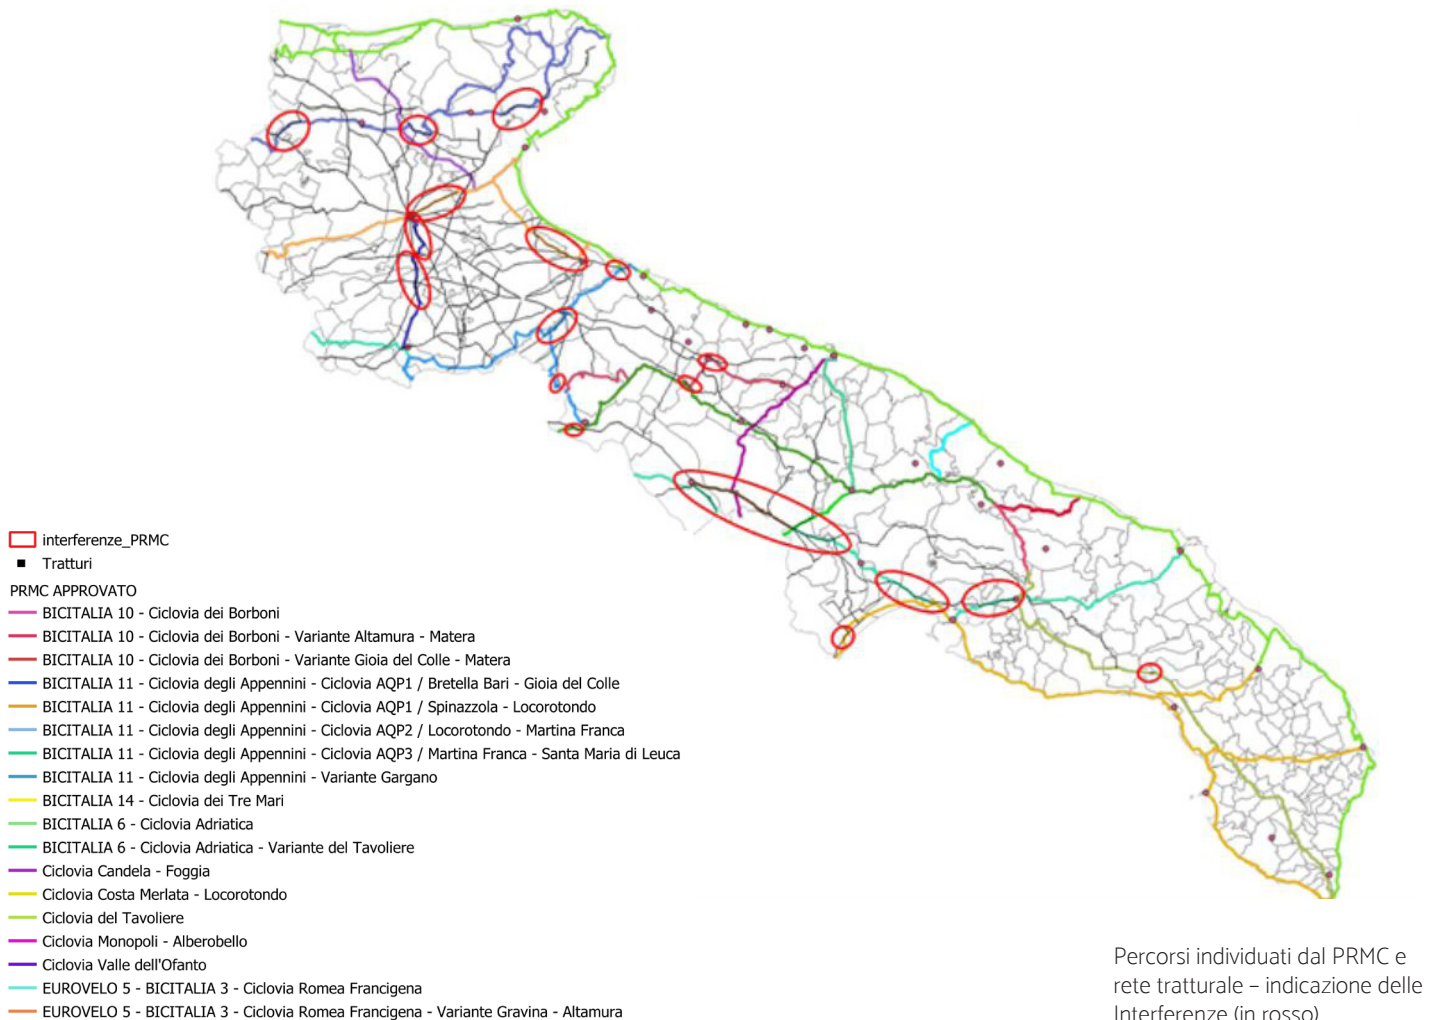 interferenze_PRMC
Tratturi
PRMC APPROVATO
BICITALIA 10 - Ciclovia dei Borboni
BICITALIA 10 - Ciclovia dei Borboni - Variante Altamura - Matera
BICITALIA 10 - Ciclovia dei Borboni - Variante Gioia del Colle - Matera
BICITALIA 11 - Ciclovia degli Appennini - Ciclovia AQP1 / Bretella Bari - Gioia del Colle
BICITALIA 11 - Ciclovia degli Appennini - Ciclovia AQP1 / Spinazzola - Locorotondo
BICITALIA 11 - Ciclovia degli Appennini - Ciclovia AQP2 / Locorotondo - Martina Franca
BICITALIA 11 - Ciclovia degli Appennini - Ciclovia AQP3 / Martina Franca - Santa Maria di Leuca
BICITALIA 11 - Ciclovia degli Appennini - Variante Gargano
BICITALIA 14 - Ciclovia dei Tre Mari
BICITALIA 6 - Ciclovia Adriatica
BICITALIA 6 - Ciclovia Adriatica - Variante del Tavoliere
Ciclovia Candela - Foggia
Ciclovia Costa Merlata - Locorotondo
Ciclovia del Tavoliere
Ciclovia Monopoli - Alberobello
Ciclovia Valle dell'Ofanto
EUROVELO 5 - BICITALIA 3 - Ciclovia Romea Francigena
EUROVELO 5 - BICITALIA 3 - Ciclovia Romea Francigena - Variante Gravina - Altamura
Percorsi individuati dal PRMC e
rete tratturale – indicazione delle
Interferenze (in rosso)